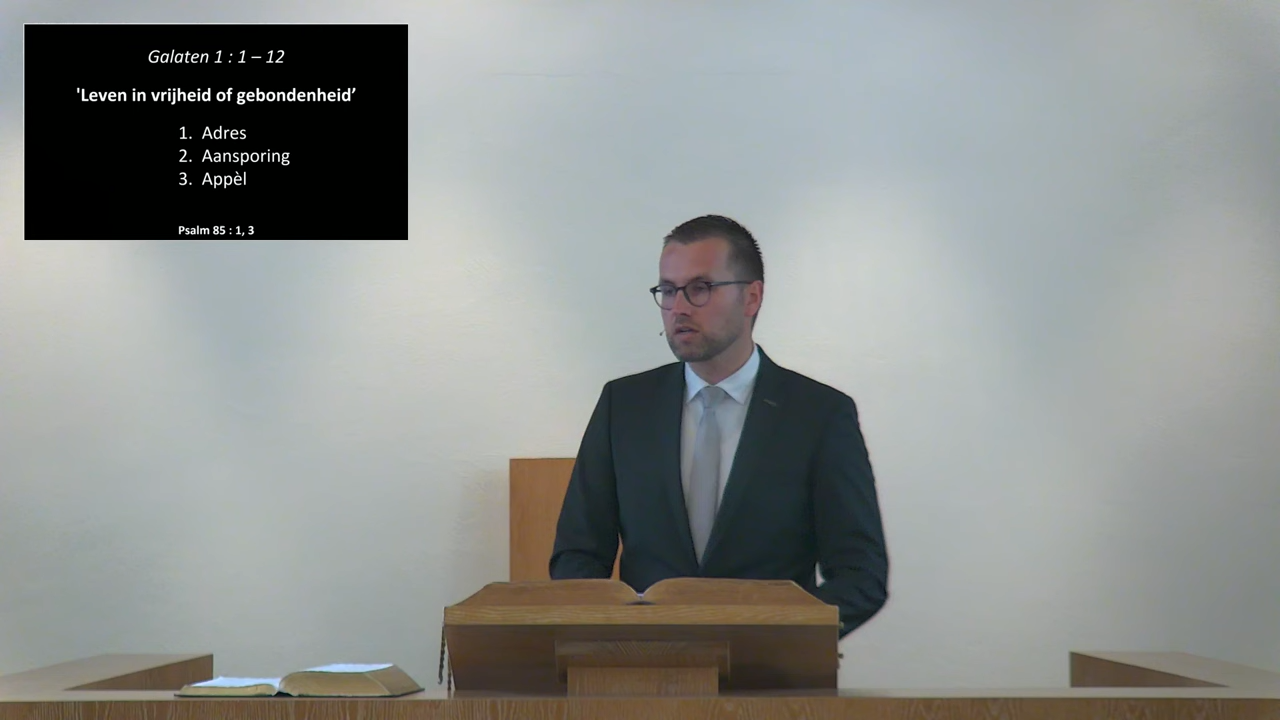 Galaten 1 : 1 – 12
'Leven in vrijheid of gebondenheid’
1. Adres
2. Aansporing
3. Appèl
Psalm 85 : 1, 3